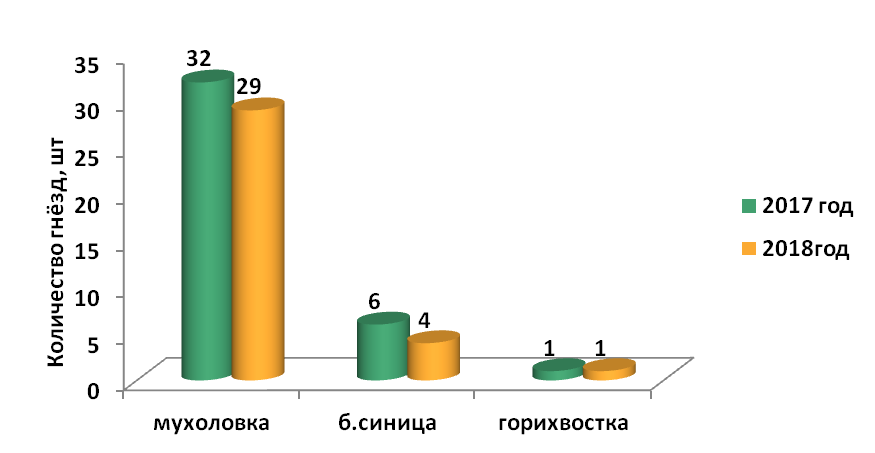 Количество гнёзд, шт
35
30
25
20
15
10
5
0
32
29
6
4
1
1
мухоловка
б.синица
горихвостка
2017 год
2018год